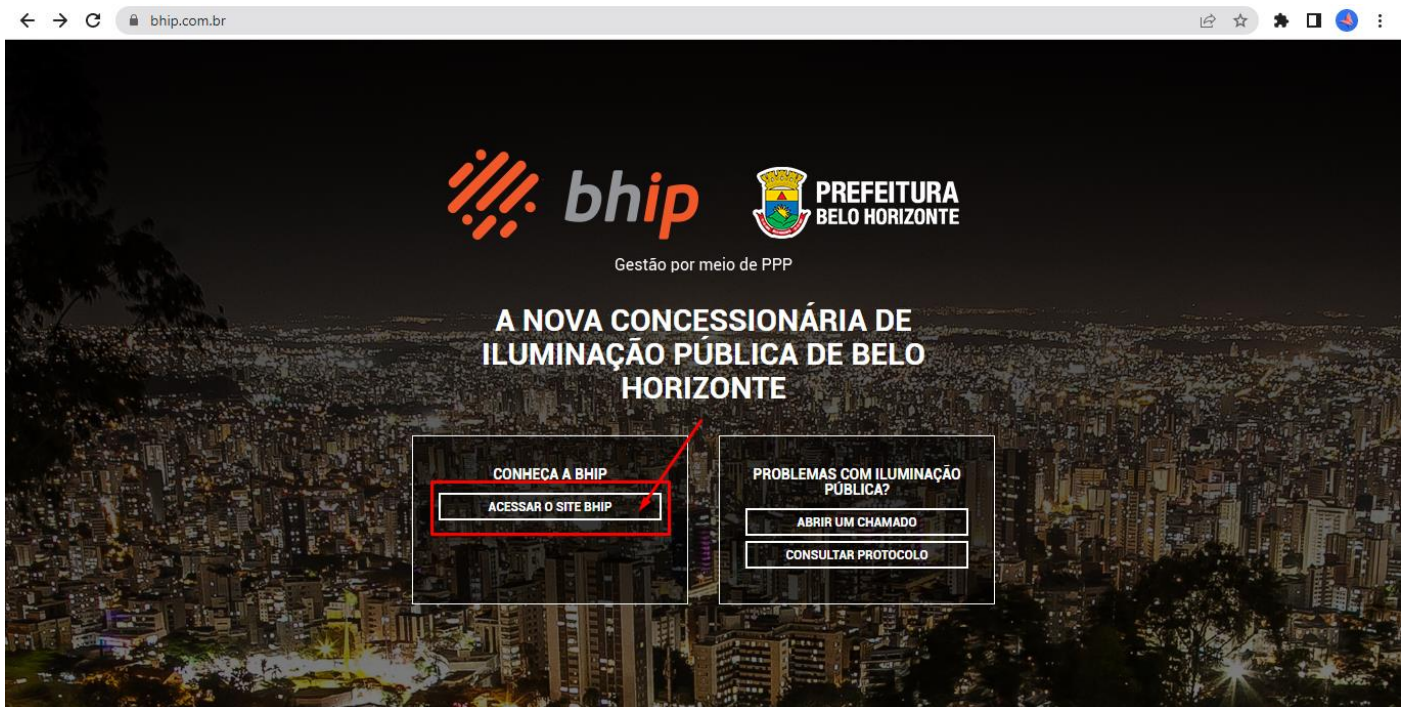 bhip.com.br
bhip
PREFEITURA
BELO HORIZONTE
Gestão por meio de PPP
A NOVA CONCESSIONÁRIA DE
ILUMINAÇÃO PÚBLICA DE BELO
HORIZONTE
CONHEÇA A BHIP
ACESSAR O SITE BHIP
PROBLEMAS COM ILUMINAÇÃO
PÚBLICA?
ABRIR UM CHAMADO
CONSULTAR PROTOCOLO